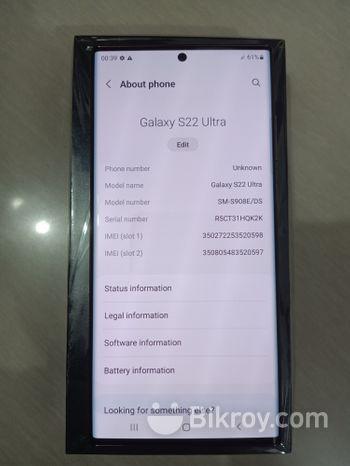 00:39 61%
About phone
Galaxy S22 Ultra
Edit
Phone number Unknown
Model name Galaxy S22 Ultra
Model number SM-S908E/DS
Serial number R5CT31HQK2K
IMEI (slot 1) 350272253520598
IMEI (slot 2) 350805483520597
Status information
Legal information
Software information
Battery information
Looking for something else?
Bikroy.com